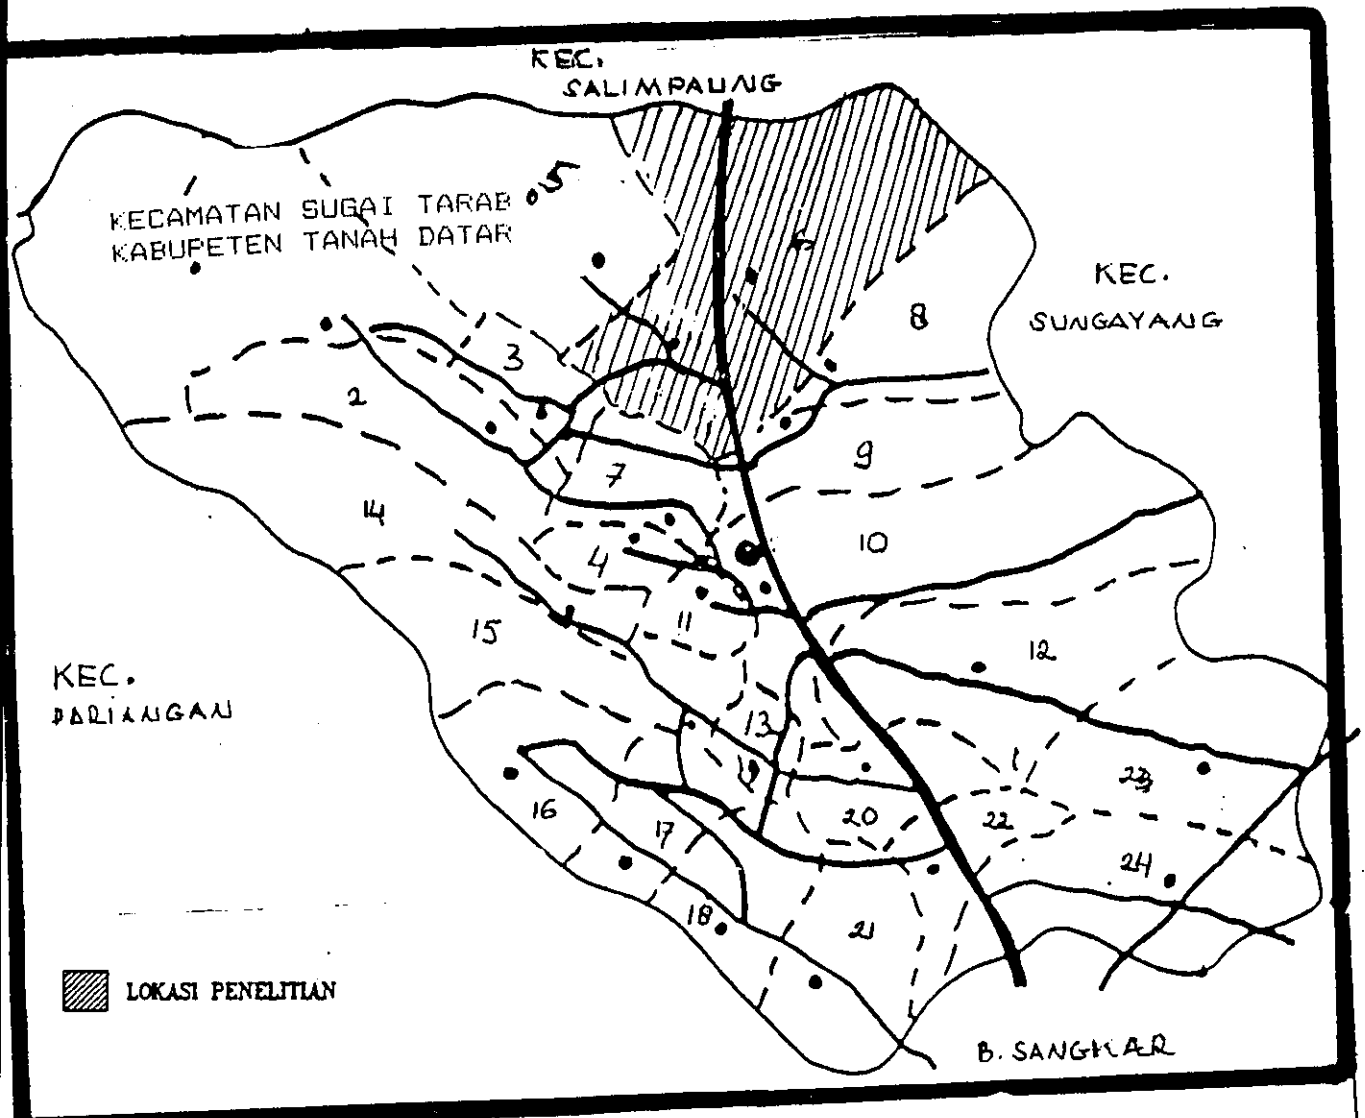 KEC.
SALIMPAUNG
KECAMATAN SUGAI TARAB
KABUPETEN TANAH DATAR
5
6
KEC.
SUNGAYANG
8
3
2
9
7
14
10
4
11
15
12
KEC.
PARIANGAN
13
1
23
16
17
20
22
24
18
21
LOKASI PENELITIAN
B. SANGKAR